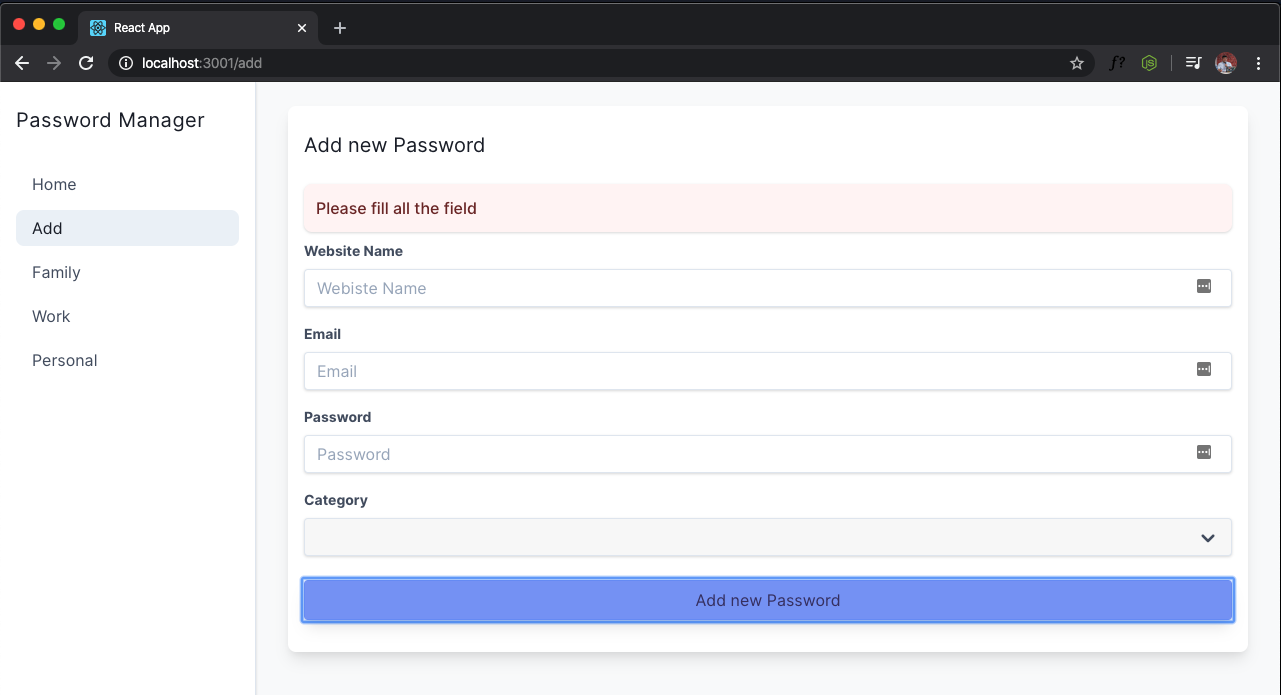 React App
localhost:3001/add
f?
JS
Password Manager
Home
Add
Family
Work
Personal
Add new Password
Please fill all the field
Website Name
Webiste Name
Email
Email
Password
Password
Category
Add new Password